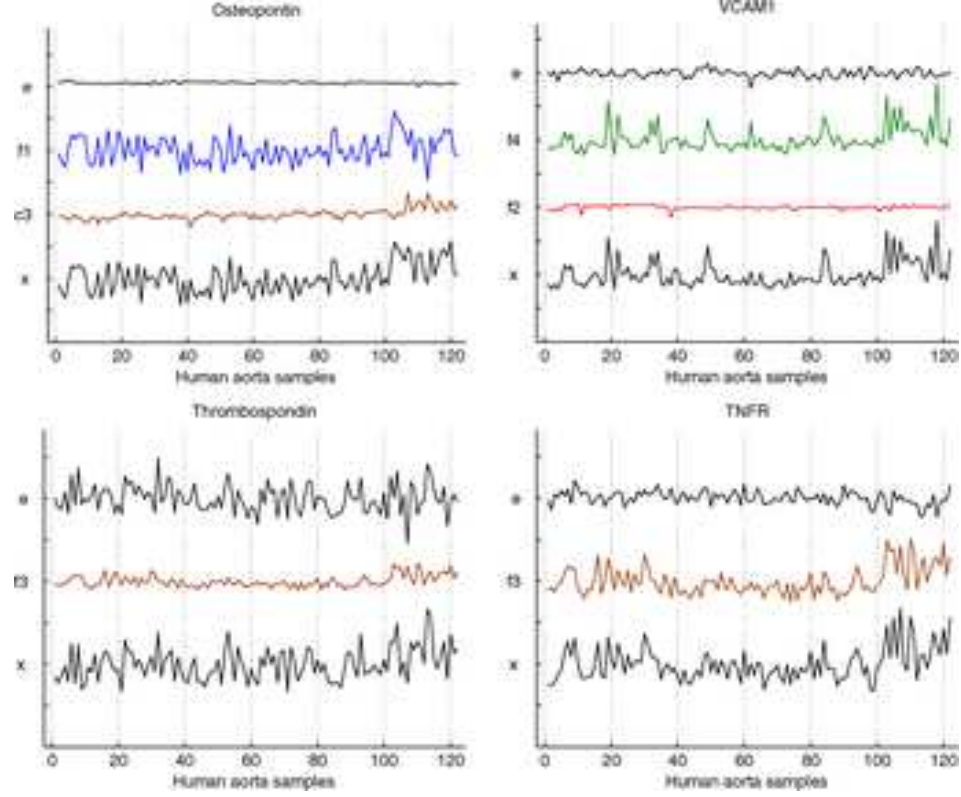 Osteopontin
VCAM1
e
f1
f3
x
0 20 40 60 80 100 120
Human aorta samples
e
f4
f2
x
0 20 40 60 80 100 120
Human aorta samples
Thrombospondin
TNFR
e
f3
x
0 20 40 60 80 100 120
Human aorta samples
e
f3
x
0 20 40 60 80 100 120
Human aorta samples